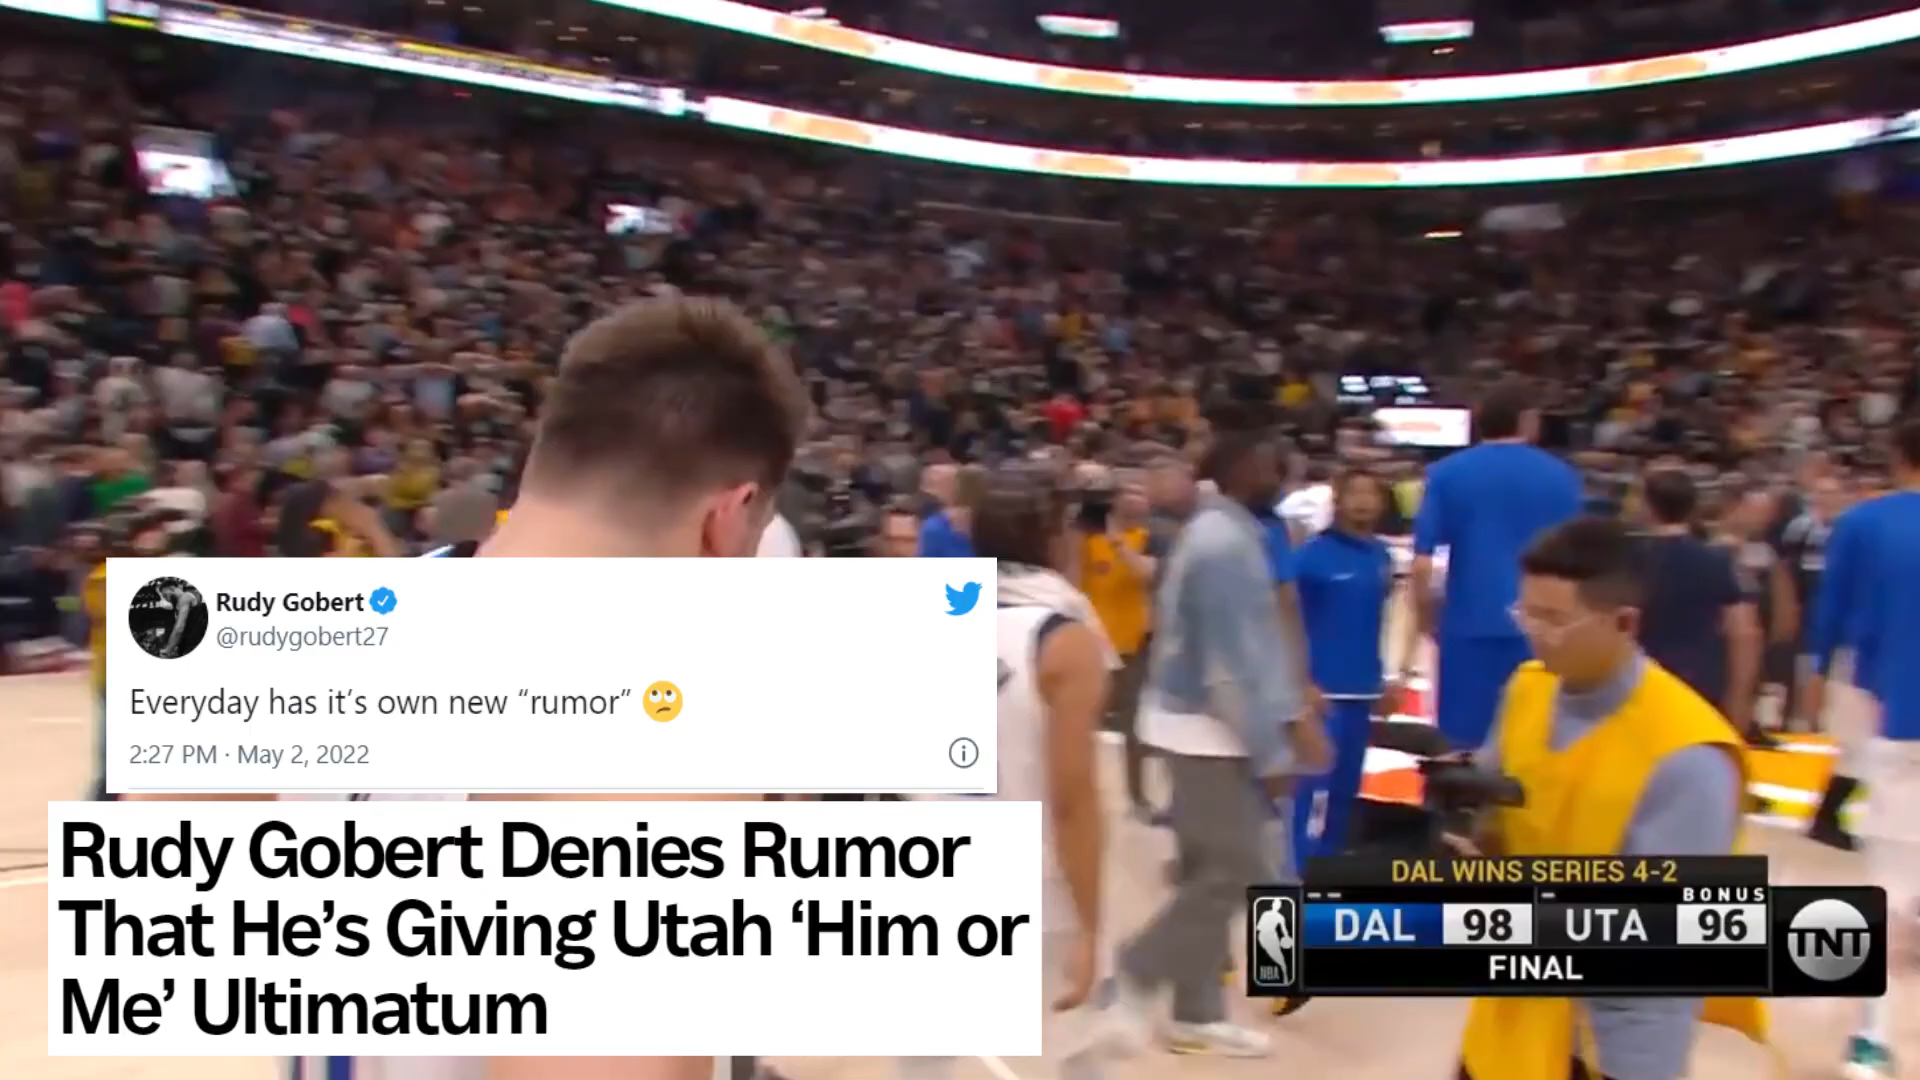 Rudy Gobert
@rudygobert27
Everyday has it’s own new “rumor” 🙄
2:27 PM · May 2, 2022
Rudy Gobert Denies Rumor
That He’s Giving Utah ‘Him or
Me’ Ultimatum
DAL WINS SERIES 4-2
BONUS
DAL 98 UTA 96
FINAL
NBA
TNT